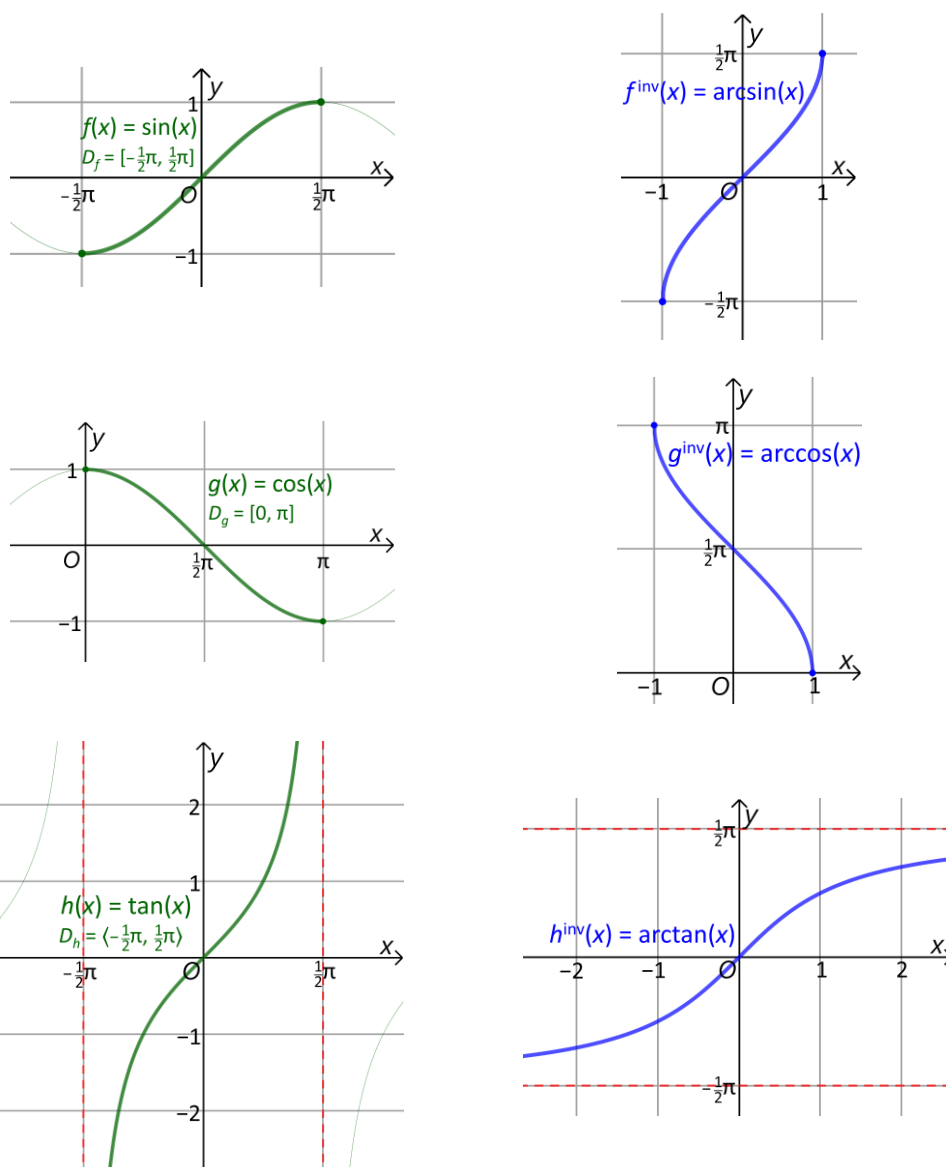 y
1
f(x) = sin(x)
D_f = [−½π, ½π]
x
−½π
O
½π
−1
y
½π
f^inv(x) = arcsin(x)
x
−1
O
1
−½π
y
1
g(x) = cos(x)
D_g = [0, π]
x
O
½π
π
−1
y
π
g^inv(x) = arccos(x)
½π
x
−1
O
1
y
2
1
h(x) = tan(x)
D_h = ⟨−½π, ½π⟩
x
−½π
O
½π
−1
−2
y
½π
h^inv(x) = arctan(x)
x
−2
−1
O
1
2
−½π